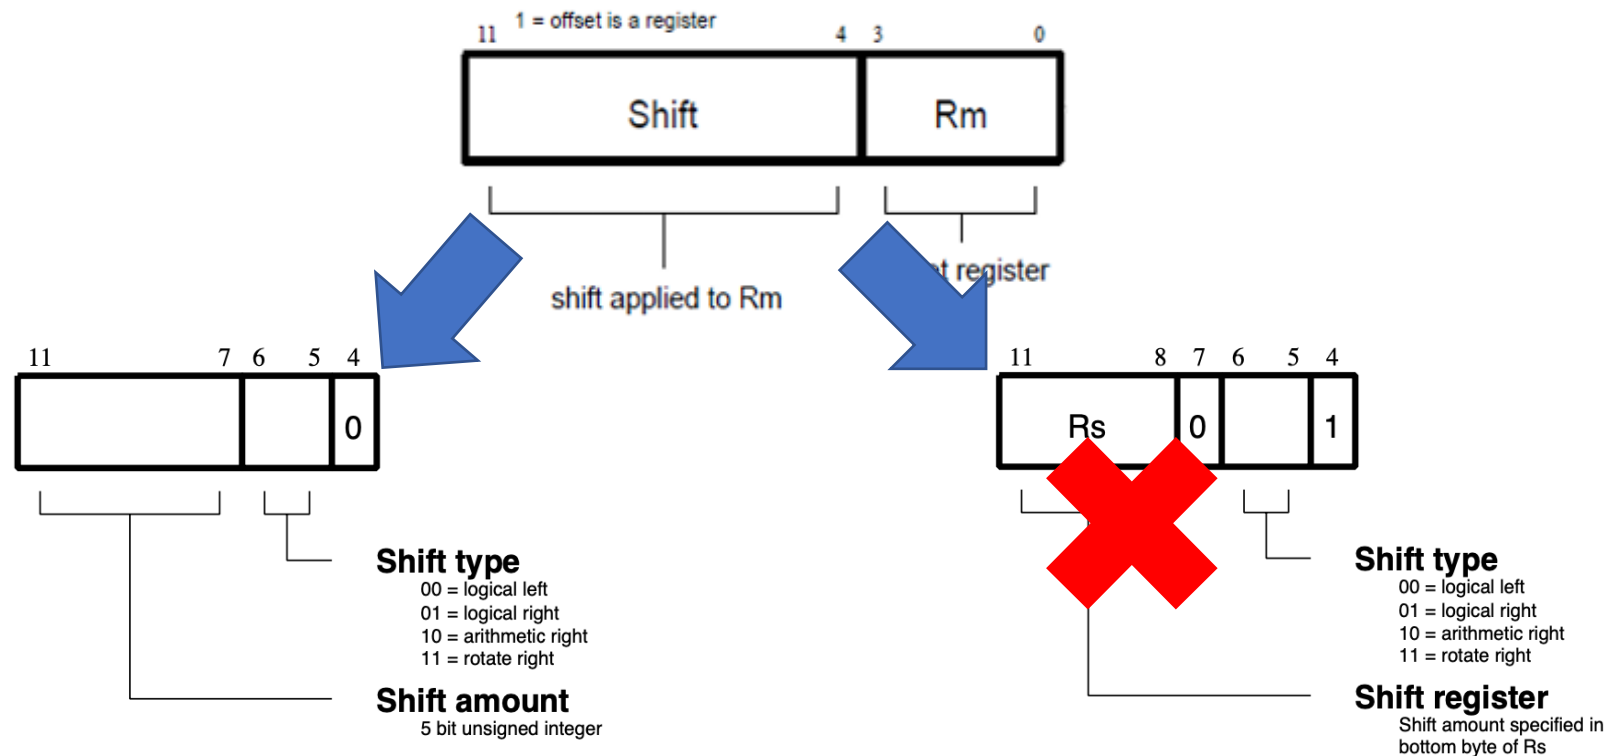 1 = offset is a register
11 4 3 0
Shift Rm
register
shift applied to Rm
11 7 6 5 4
0
11 8 7 6 5 4
Rs 0 1
Shift type
00 = logical left
01 = logical right
10 = arithmetic right
11 = rotate right
Shift amount
5 bit unsigned integer
Shift type
00 = logical left
01 = logical right
10 = arithmetic right
11 = rotate right
Shift register
Shift amount specified in
bottom byte of Rs